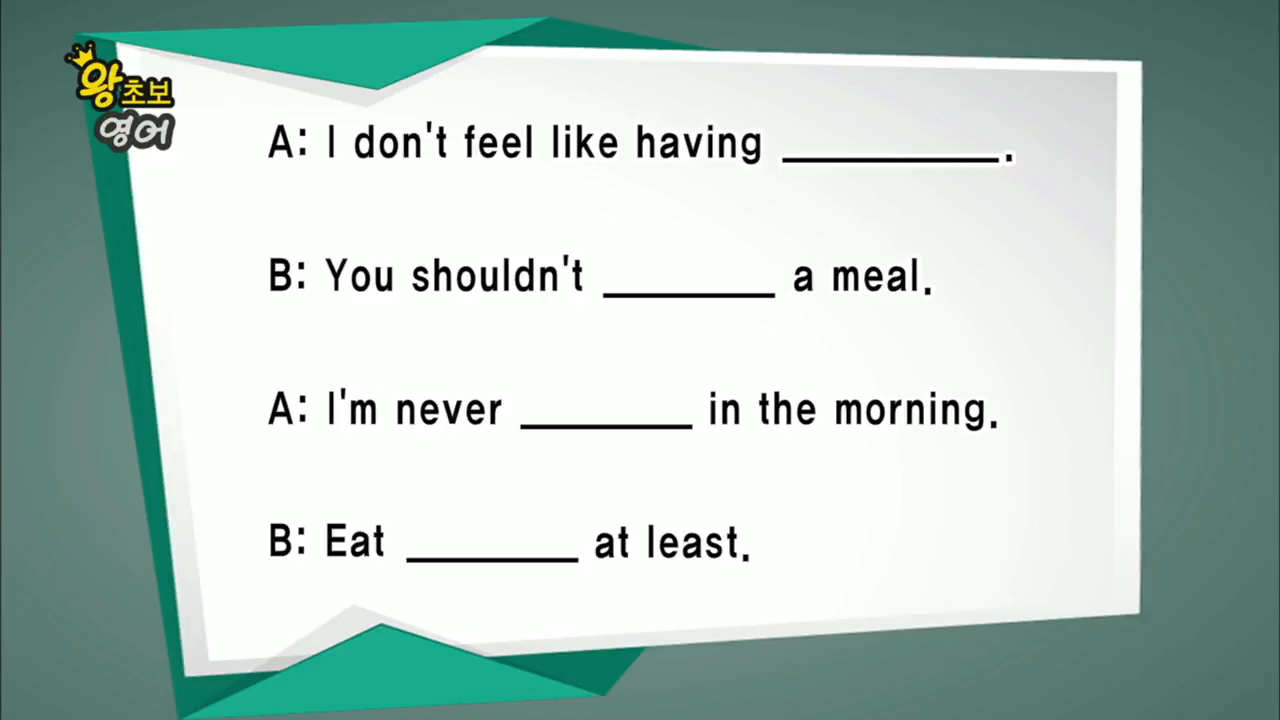 왕초보
영어
A: I don't feel like having __________.
B: You shouldn't ________ a meal.
A: I'm never ________ in the morning.
B: Eat ________ at least.